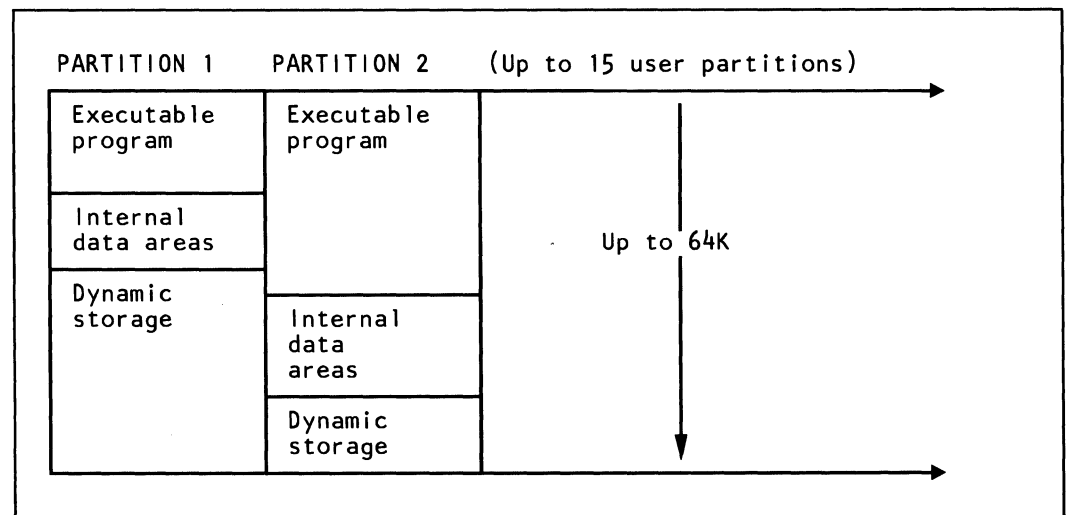 PARTITION 1 PARTITION 2 (Up to 15 user partitions)
Executable
program
Internal
data areas
Dynamic
storage
Executable
program
Internal
data
areas
Dynamic
storage
Up to 64K